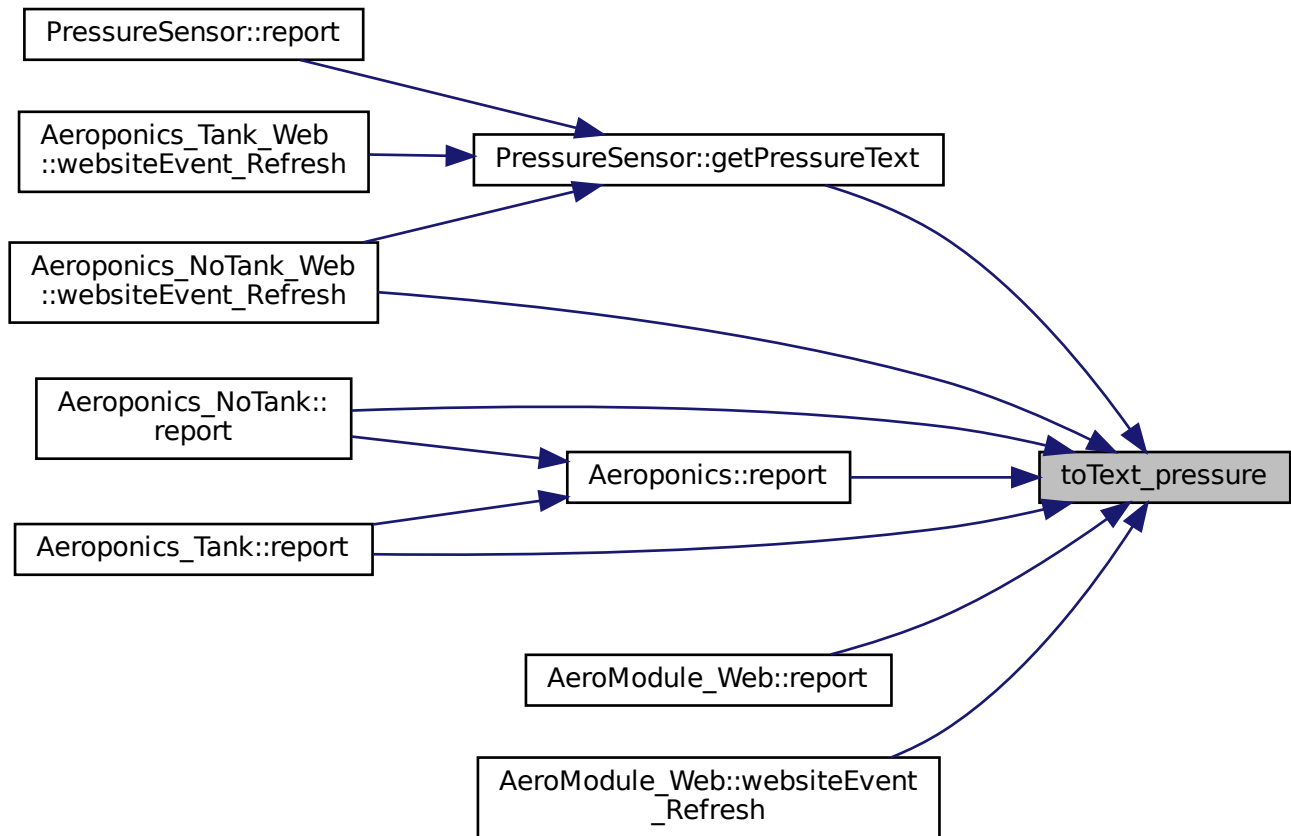 PressureSensor::report
Aeroponics_Tank_Web
::websiteEvent_Refresh
PressureSensor::getPressureText
Aeroponics_NoTank_Web
::websiteEvent_Refresh
Aeroponics_NoTank::
report
Aeroponics::report
toText_pressure
Aeroponics_Tank::report
AeroModule_Web::report
AeroModule_Web::websiteEvent
_Refresh